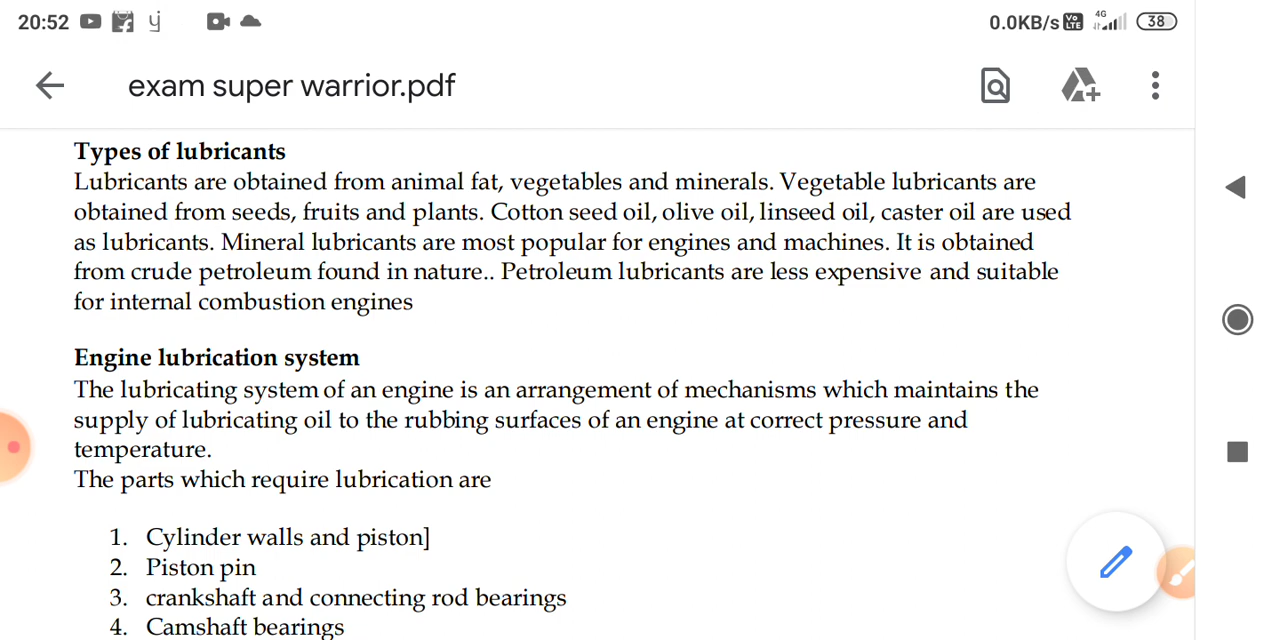 20:52 0.0KB/s Vo LTE 4G 38
exam super warrior.pdf
Types of lubricants
Lubricants are obtained from animal fat, vegetables and minerals. Vegetable lubricants are
obtained from seeds, fruits and plants. Cotton seed oil, olive oil, linseed oil, caster oil are used
as lubricants. Mineral lubricants are most popular for engines and machines. It is obtained
from crude petroleum found in nature.. Petroleum lubricants are less expensive and suitable
for internal combustion engines
Engine lubrication system
The lubricating system of an engine is an arrangement of mechanisms which maintains the
supply of lubricating oil to the rubbing surfaces of an engine at correct pressure and
temperature.
The parts which require lubrication are
1. Cylinder walls and piston]
2. Piston pin
3. crankshaft and connecting rod bearings
4. Camshaft bearings